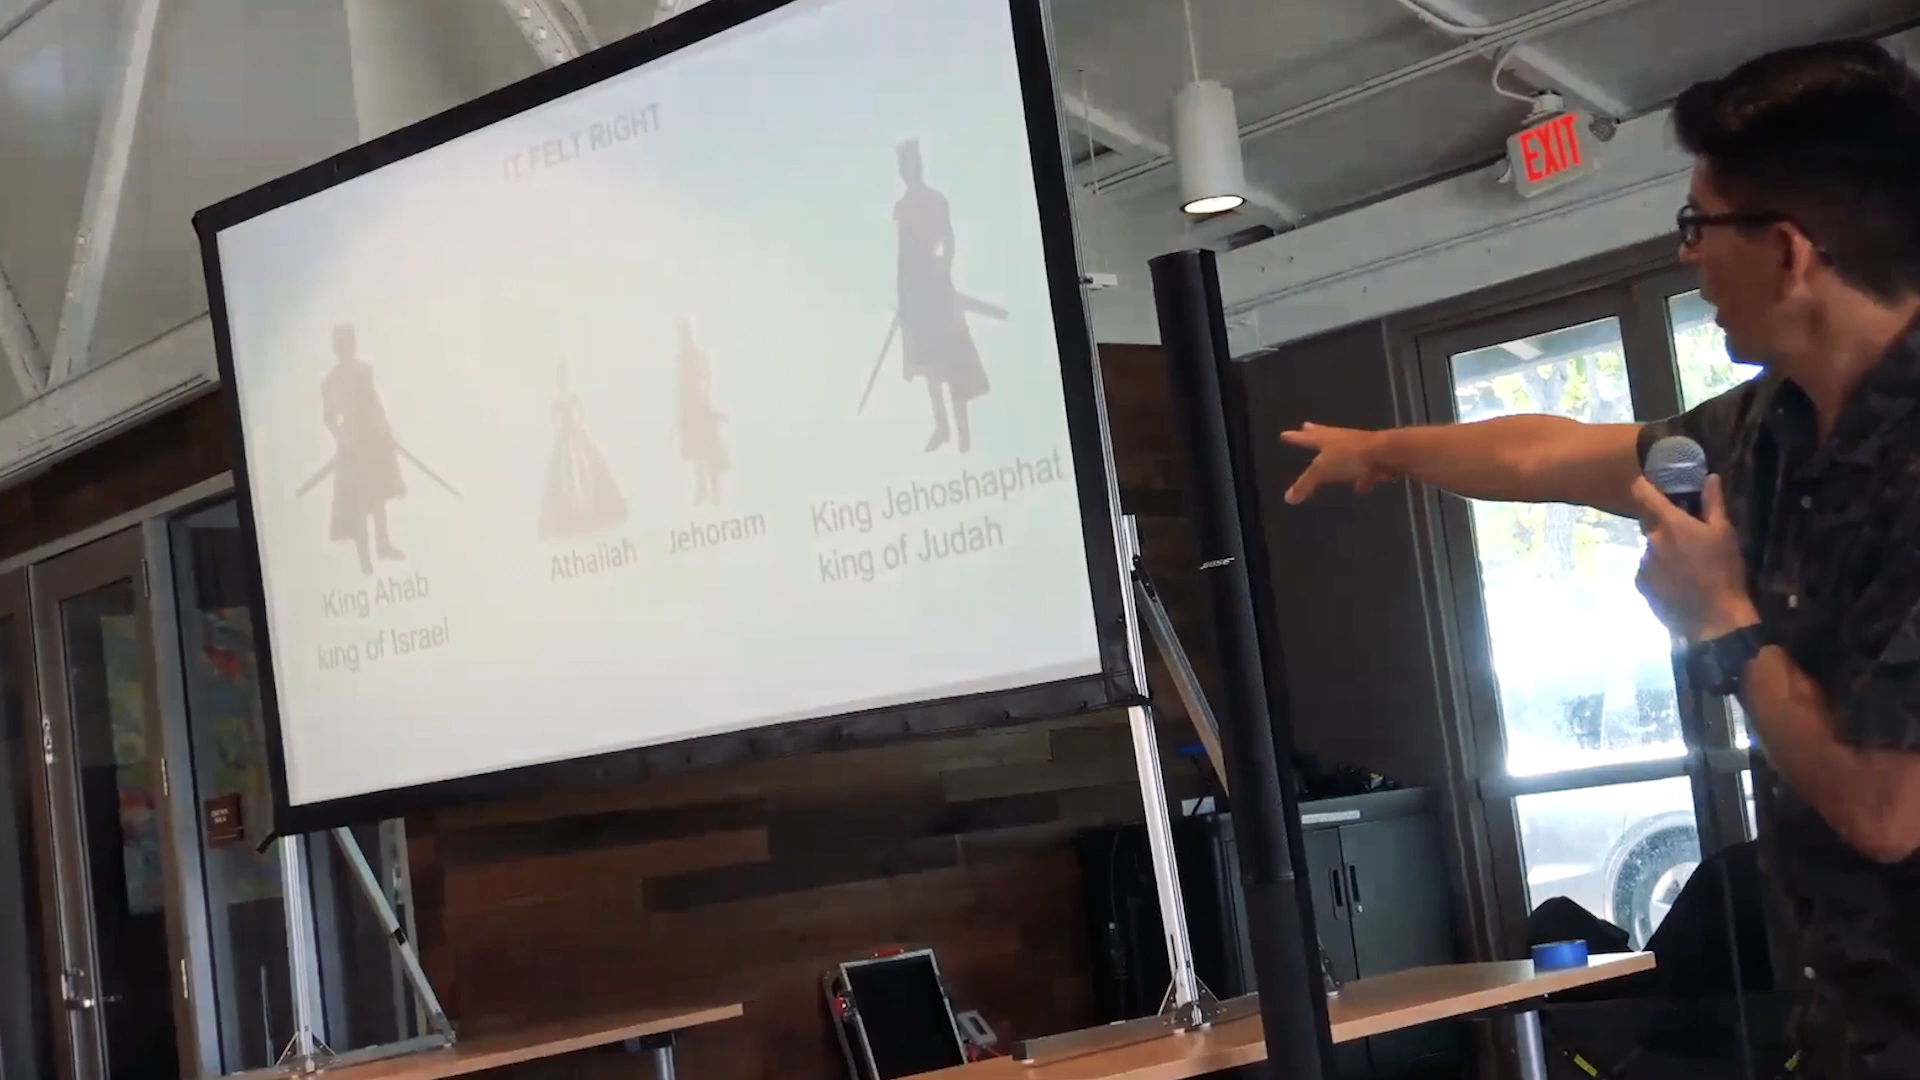 IT FELT RIGHT
King Ahab
king of Israel
Athaliah
Jehoram
King Jehoshaphat
king of Judah
EXIT
BOSE